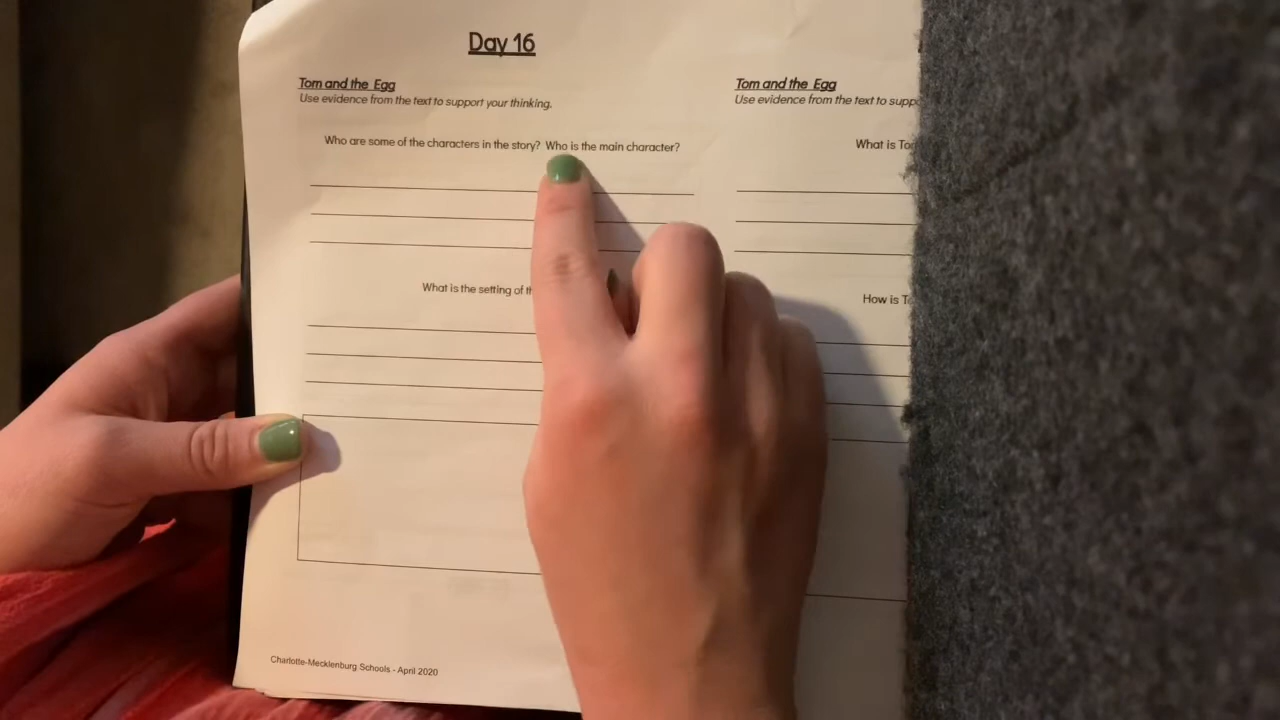 Day 16
Tom and the Egg
Use evidence from the text to support your thinking.
Who are some of the characters in the story? Who is the main character?
What is the setting of
Charlotte-Mecklenburg Schools - April 2020
Tom and the Egg
Use evidence from the text to
What is
How is